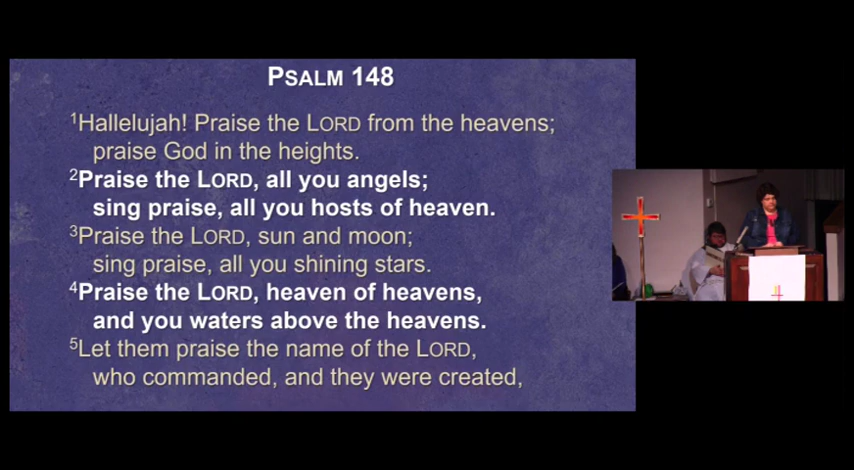 PSALM 148
¹Hallelujah! Praise the LORD from the heavens;
praise God in the heights.
²Praise the LORD, all you angels;
sing praise, all you hosts of heaven.
³Praise the LORD, sun and moon;
sing praise, all you shining stars.
⁴Praise the LORD, heaven of heavens,
and you waters above the heavens.
⁵Let them praise the name of the LORD,
who commanded, and they were created,